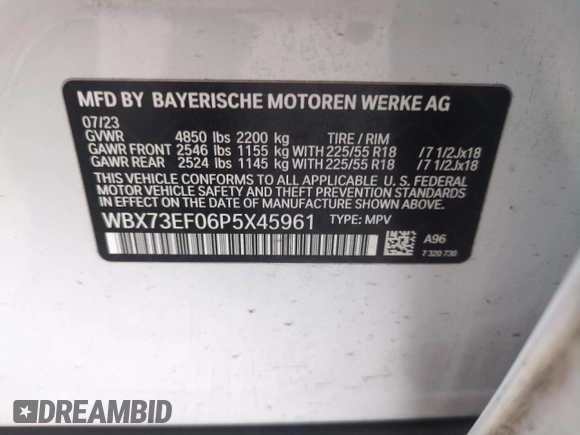 MFD BY BAYERISCHE MOTOREN WERKE AG
07/23
GVWR 4850 lbs 2200 kg TIRE / RIM
GAWR FRONT 2546 lbs 1155 kg WITH 225/55 R18 /7 1/2Jx18
GAWR REAR 2524 lbs 1145 kg WITH 225/55 R18 /7 1/2Jx18
THIS VEHICLE CONFORMS TO ALL APPLICABLE U.S. FEDERAL
MOTOR VEHICLE SAFETY AND THEFT PREVENTION STANDARDS
IN EFFECT ON THE DATE OF MANUFACTURE SHOWN ABOVE.
WBX73EF06P5X45961 TYPE: MPV
A96
7 320 730
DREAMBID